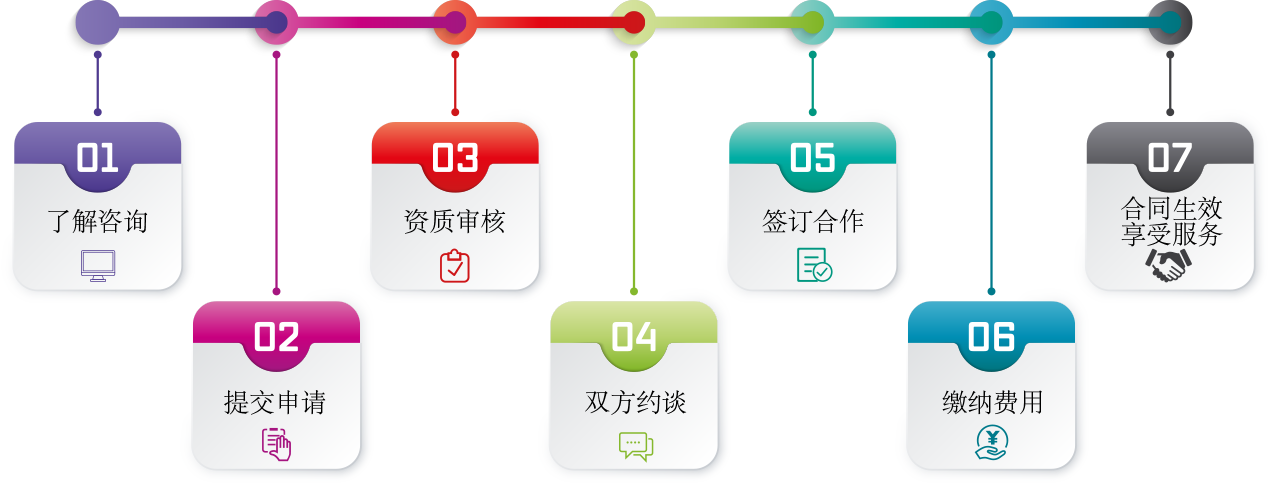 01
了解咨询
02
提交申请
03
资质审核
04
双方约谈
05
签订合作
06
缴纳费用
¥
07
合同生效
享受服务